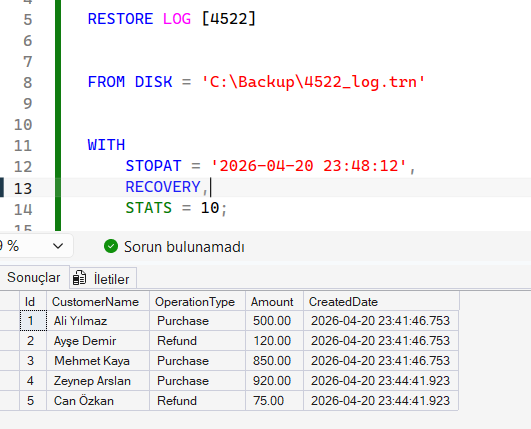 5 RESTORE LOG [4522]
6
7
8 FROM DISK = 'C:\Backup\4522_log.trn'
9
10
11 WITH
12 STOPAT = '2026-04-20 23:48:12',
13 RECOVERY,
14 STATS = 10;
9 %
Sorun bulunamadı
Sonuçlar İletiler
Id CustomerName OperationType Amount CreatedDate
1 Ali Yılmaz Purchase 500.00 2026-04-20 23:41:46.753
2 Ayşe Demir Refund 120.00 2026-04-20 23:41:46.753
3 Mehmet Kaya Purchase 850.00 2026-04-20 23:41:46.753
4 Zeynep Arslan Purchase 920.00 2026-04-20 23:44:41.923
5 Can Özkan Refund 75.00 2026-04-20 23:44:41.923